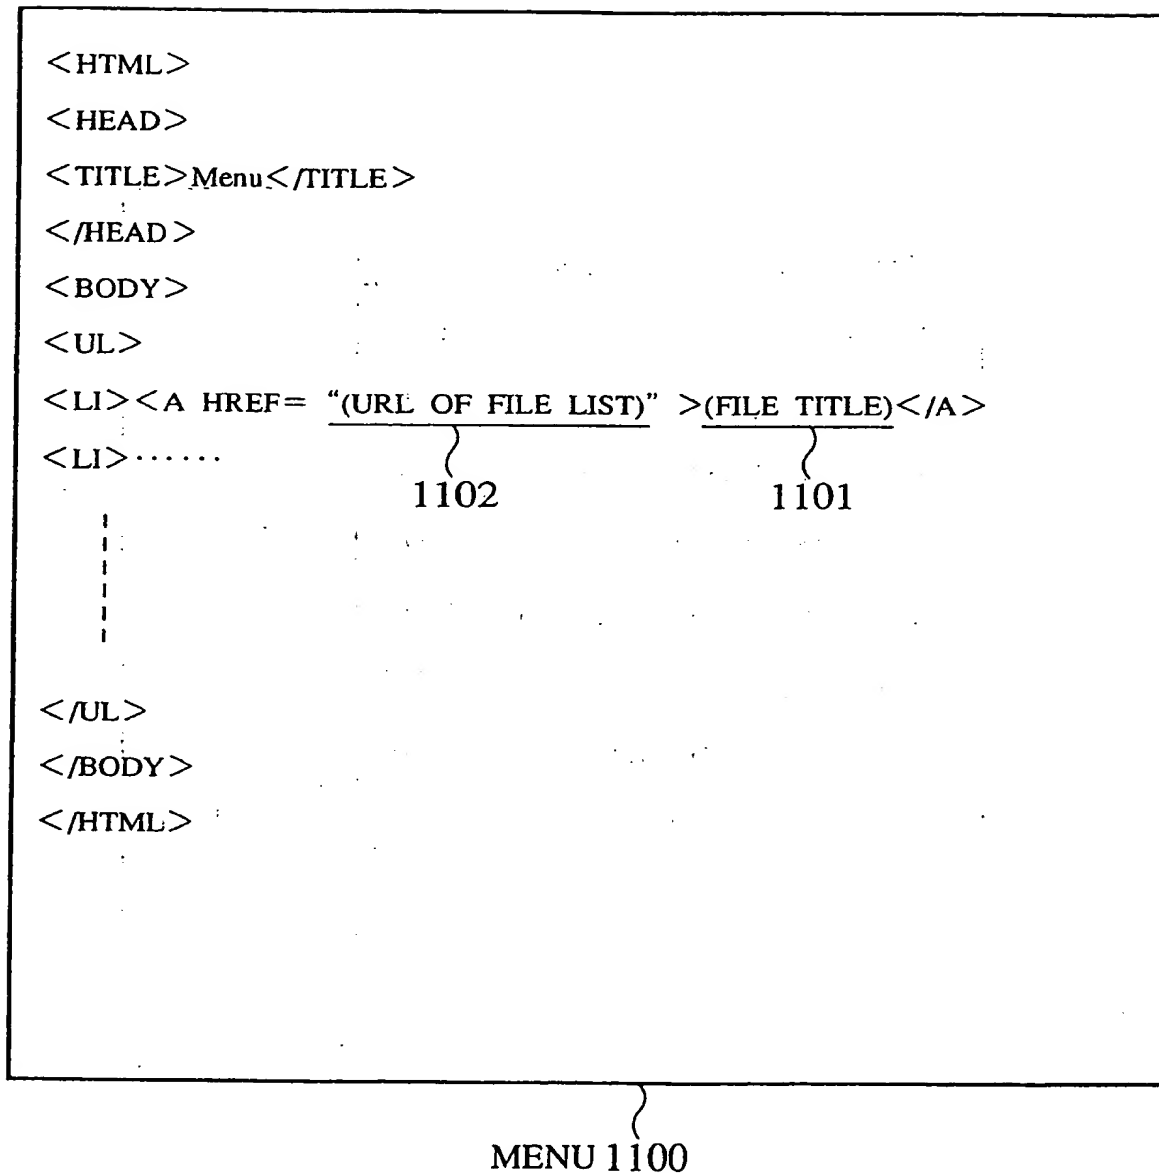 <HTML>
<HEAD>
<TITLE>Menu</TITLE>
</HEAD>
<BODY>
<UL>
<LI><A HREF= “(URL OF FILE LIST)” >(FILE TITLE)</A>
<LI>······
1102 1101
</UL>
</BODY>
</HTML>
MENU 1100